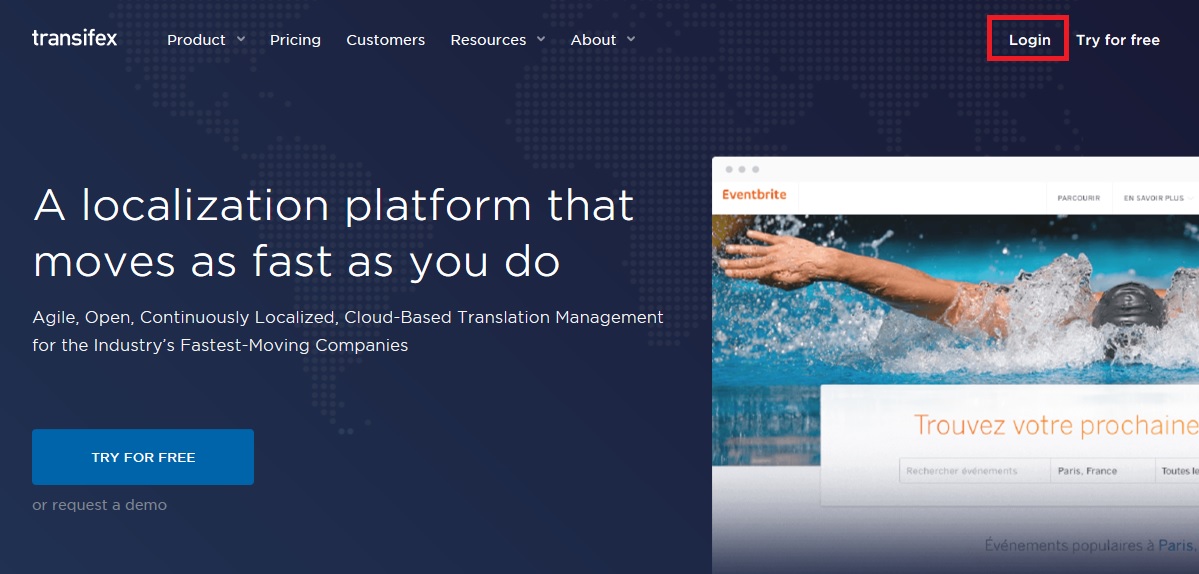 transifex Product Pricing Customers Resources About Login Try for free
A localization platform that
moves as fast as you do
Agile, Open, Continuously Localized, Cloud-Based Translation Management
for the Industry's Fastest-Moving Companies
TRY FOR FREE
or request a demo
Eventbrite PARCOURIR EN SAVOIR PLUS
Trouvez votre prochaine
Rechercher événements Paris, France Toutes le
Événements populaires à Paris.